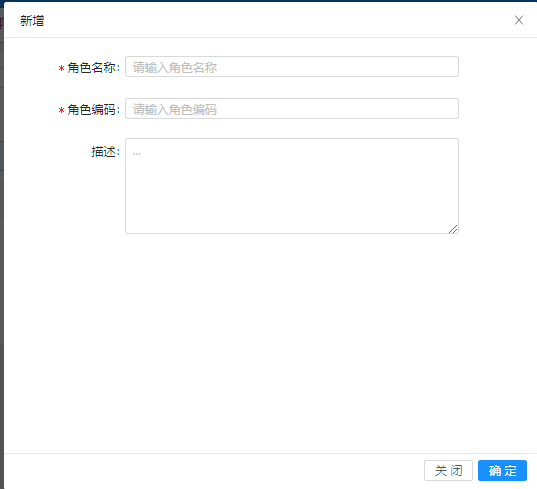 新增
* 角色名称: 请输入角色名称
* 角色编码: 请输入角色编码
描述: ...
关 闭 确 定